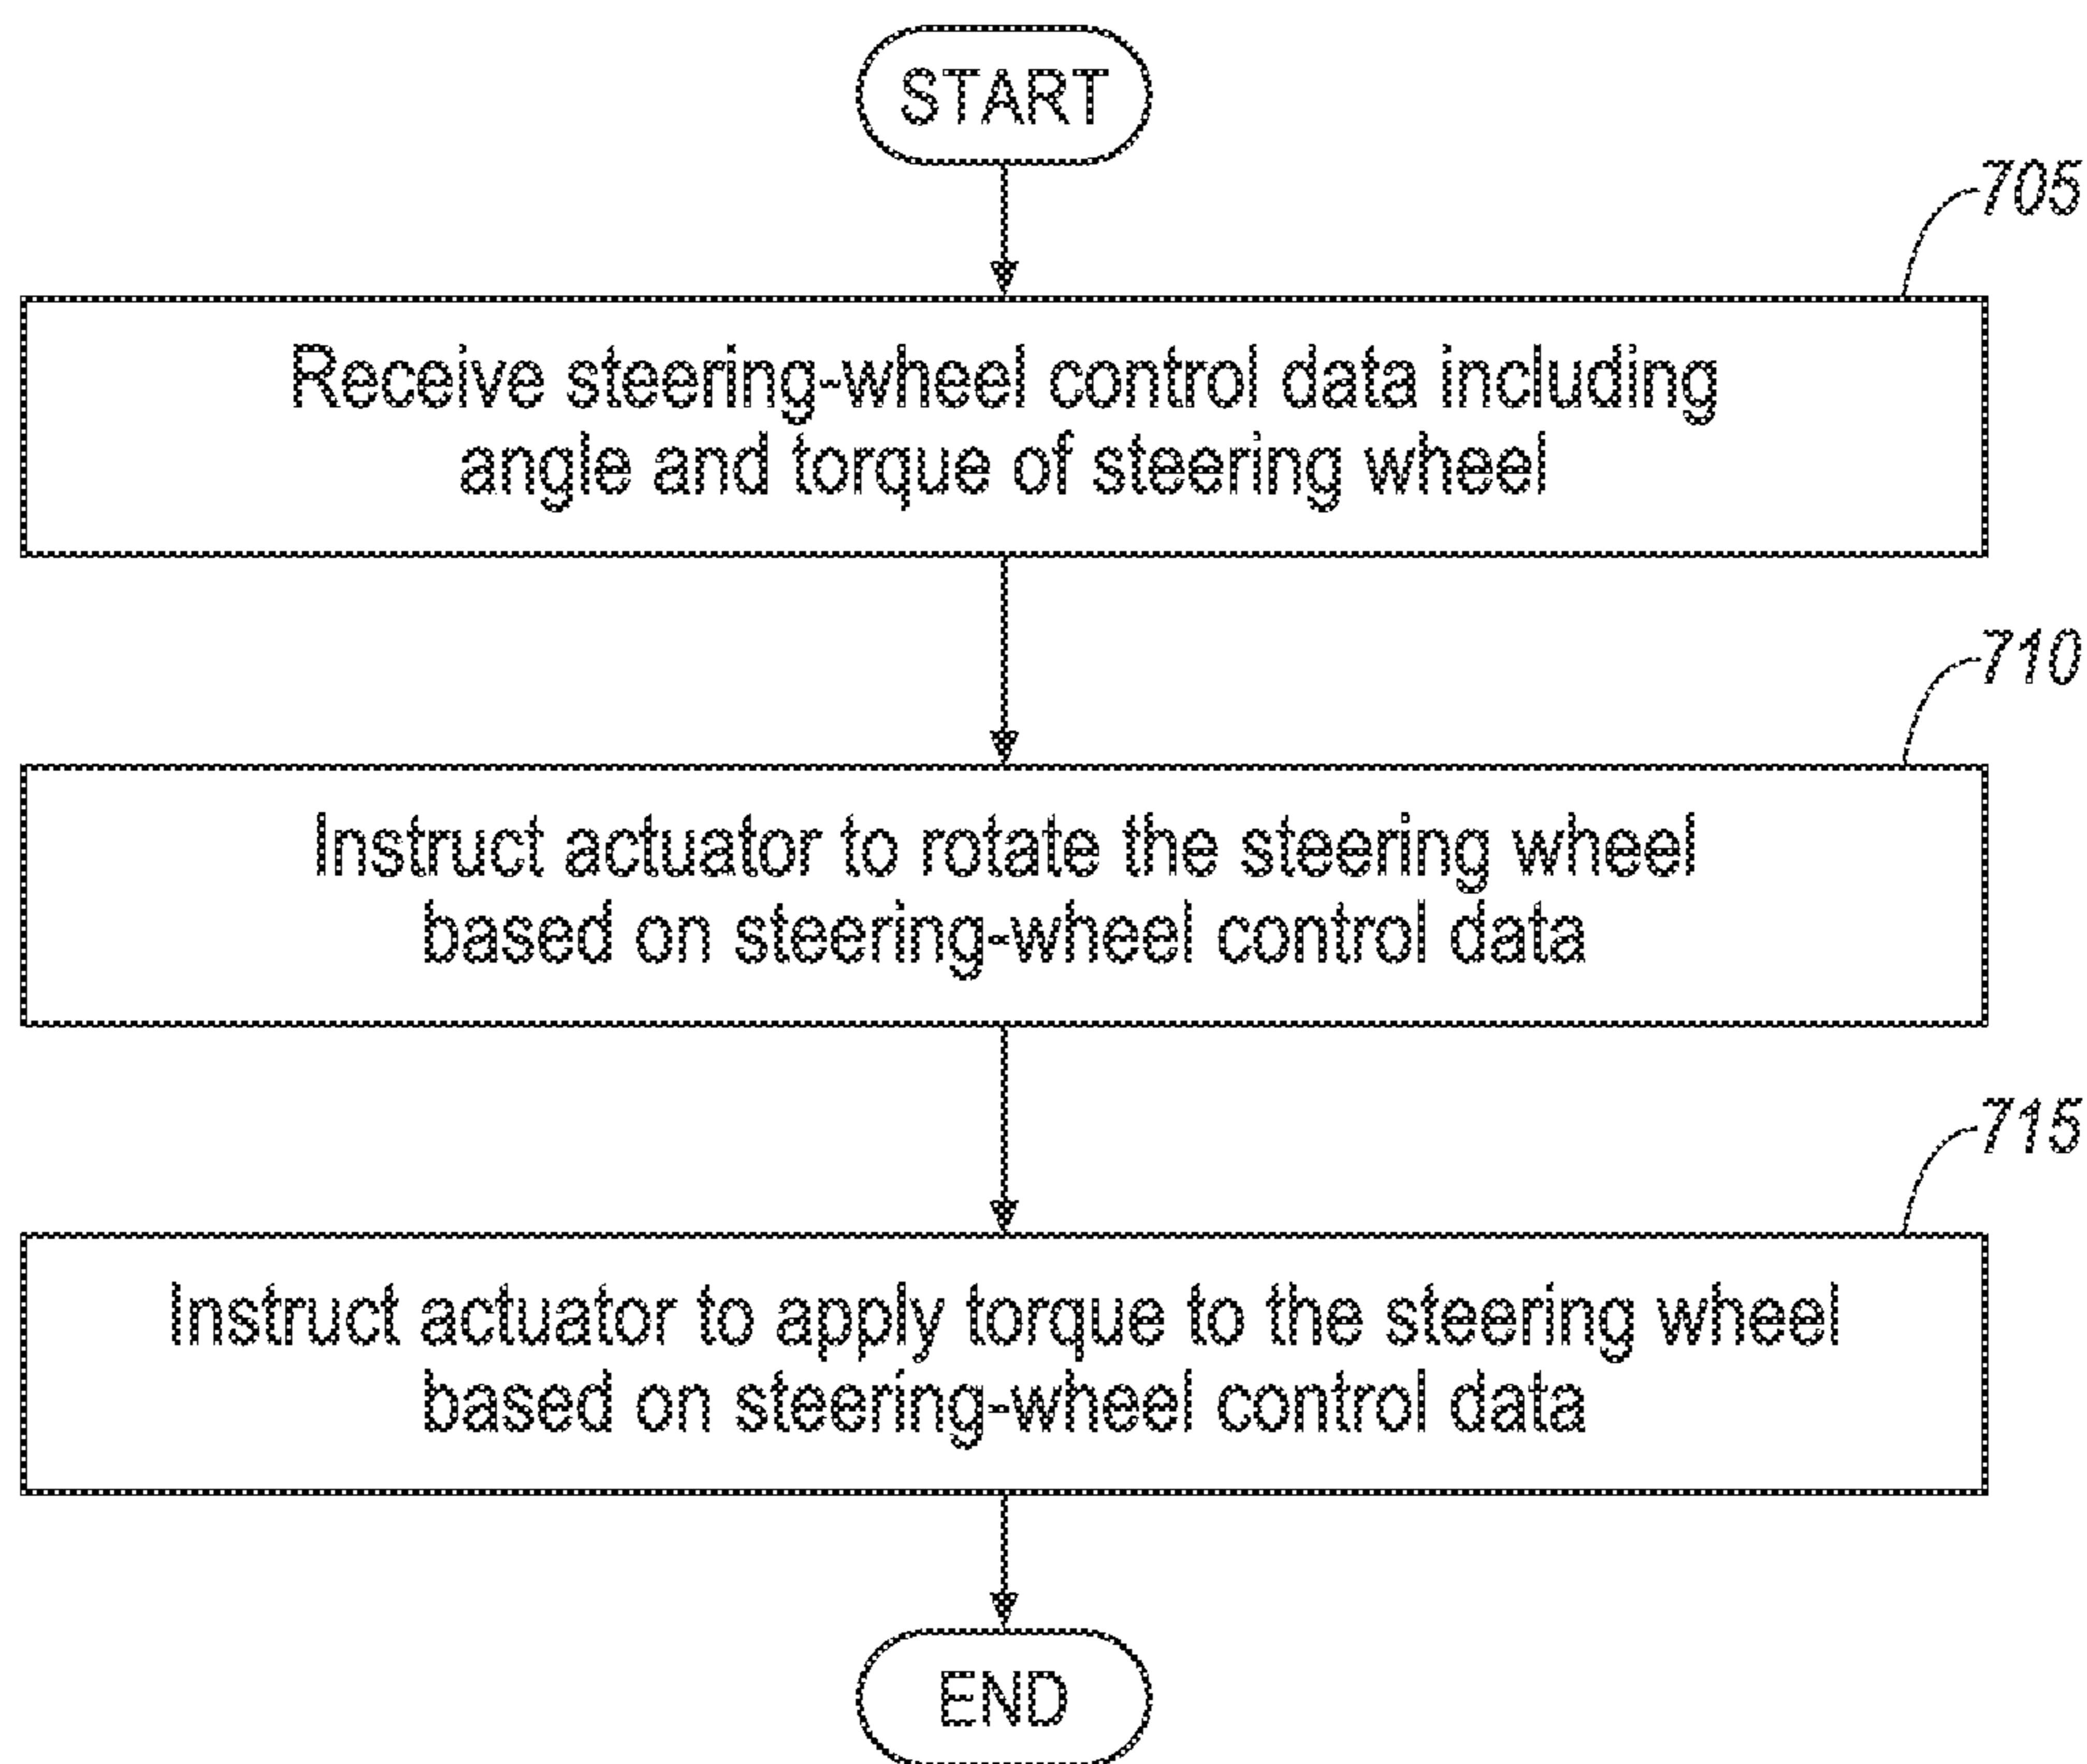 START
705
Receive steering-wheel control data including
angle and torque of steering wheel
710
Instruct actuator to rotate the steering wheel
based on steering-wheel control data
715
Instruct actuator to apply torque to the steering wheel
based on steering-wheel control data
END